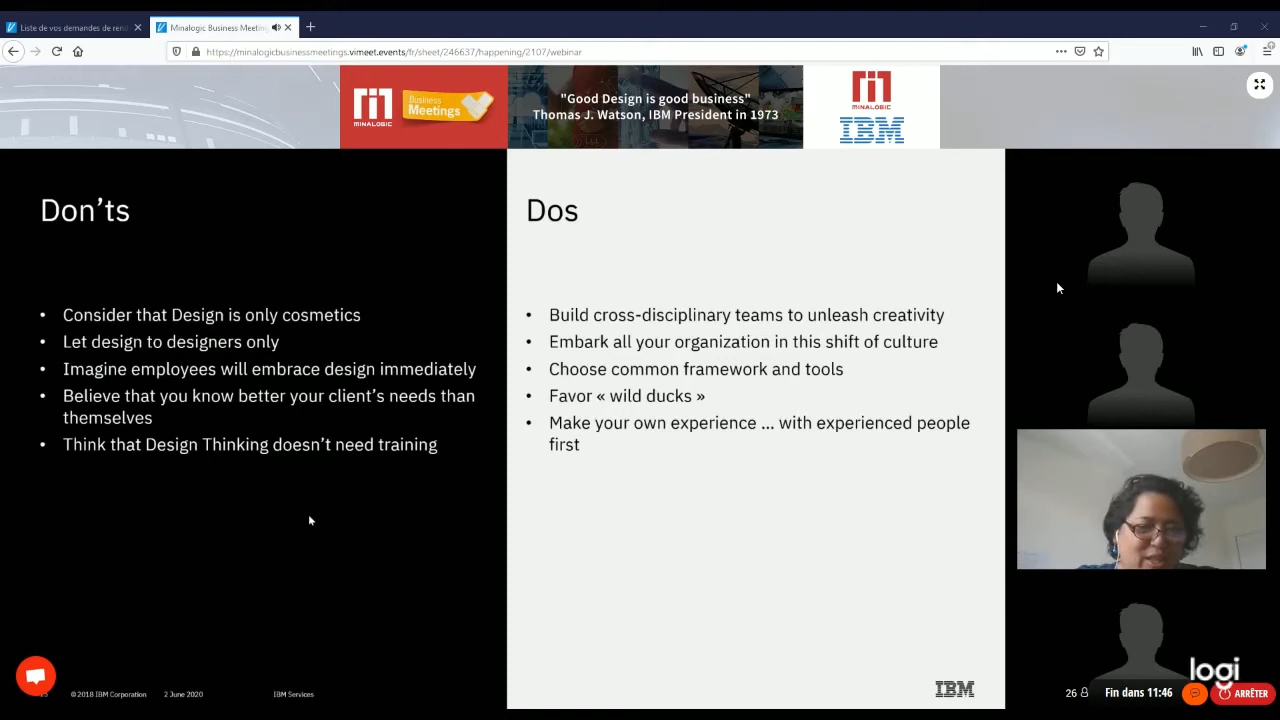 Liste de vos demandes de rend
Minalogic Business Meeting
https://minalogicbusinessmeetings.vimeet.events/fr/sheet/246637/happening/2107/webinar
MINALOGIC
Business
Meetings
"Good Design is good business"
Thomas J. Watson, IBM President in 1973
MINALOGIC
IBM
Don'ts
• Consider that Design is only cosmetics
• Let design to designers only
• Imagine employees will embrace design immediately
• Believe that you know better your client's needs than
themselves
• Think that Design Thinking doesn't need training
Dos
• Build cross-disciplinary teams to unleash creativity
• Embark all your organization in this shift of culture
• Choose common framework and tools
• Favor « wild ducks »
• Make your own experience ... with experienced people
first
© 2018 IBM Corporation
2 June 2020
IBM Services
IBM
logi
26
Fin dans 11:46
ARRÊTER